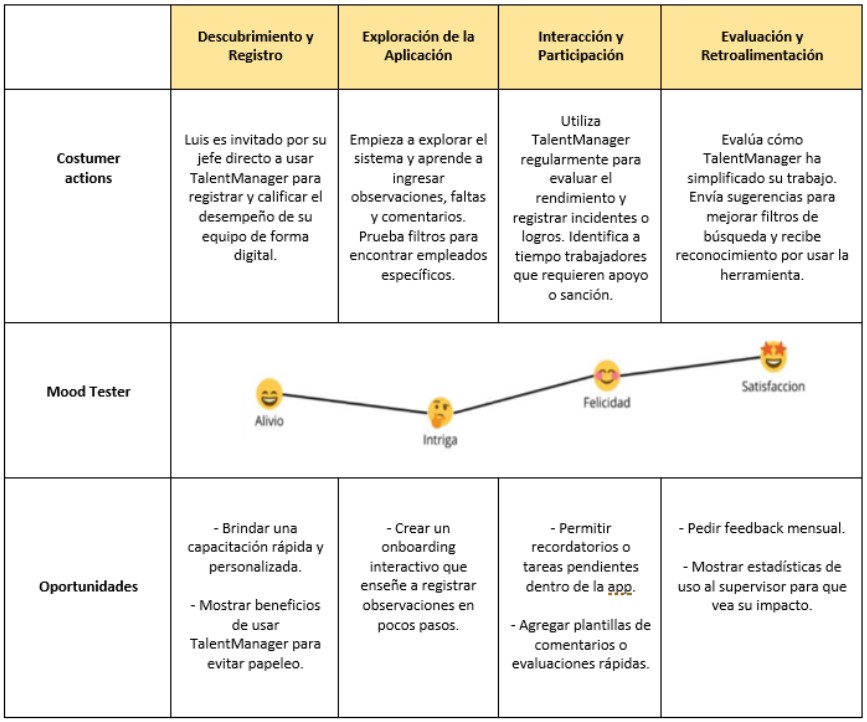 Descubrimiento y
Registro
Exploración de la
Aplicación
Interacción y
Participación
Evaluación y
Retroalimentación
Costumer
actions
Luis es invitado por su
jefe directo a usar
TalentManager para
registrar y calificar el
desempeño de su
equipo de forma
digital.
Empieza a explorar el
sistema y aprende a
ingresar
observaciones, faltas
y comentarios.
Prueba filtros para
encontrar empleados
específicos.
Utiliza
TalentManager
regularmente para
evaluar el
rendimiento y
registrar incidentes o
logros. Identifica a
tiempo trabajadores
que requieren apoyo
o sanción.
Evalúa cómo
TalentManager ha
simplificado su trabajo.
Envía sugerencias para
mejorar filtros de
búsqueda y recibe
reconocimiento por usar la
herramienta.
Mood Tester
Alivio
Intriga
Felicidad
Satisfaccion
Oportunidades
- Brindar una
capacitación rápida y
personalizada.
- Mostrar beneficios
de usar
TalentManager para
evitar papeleo.
- Crear un
onboarding
interactivo que
enseñe a registrar
observaciones en
pocos pasos.
- Permitir
recordatorios o
tareas pendientes
dentro de la app.
- Agregar plantillas de
comentarios o
evaluaciones rápidas.
- Pedir feedback mensual.
- Mostrar estadísticas de
uso al supervisor para que
vea su impacto.